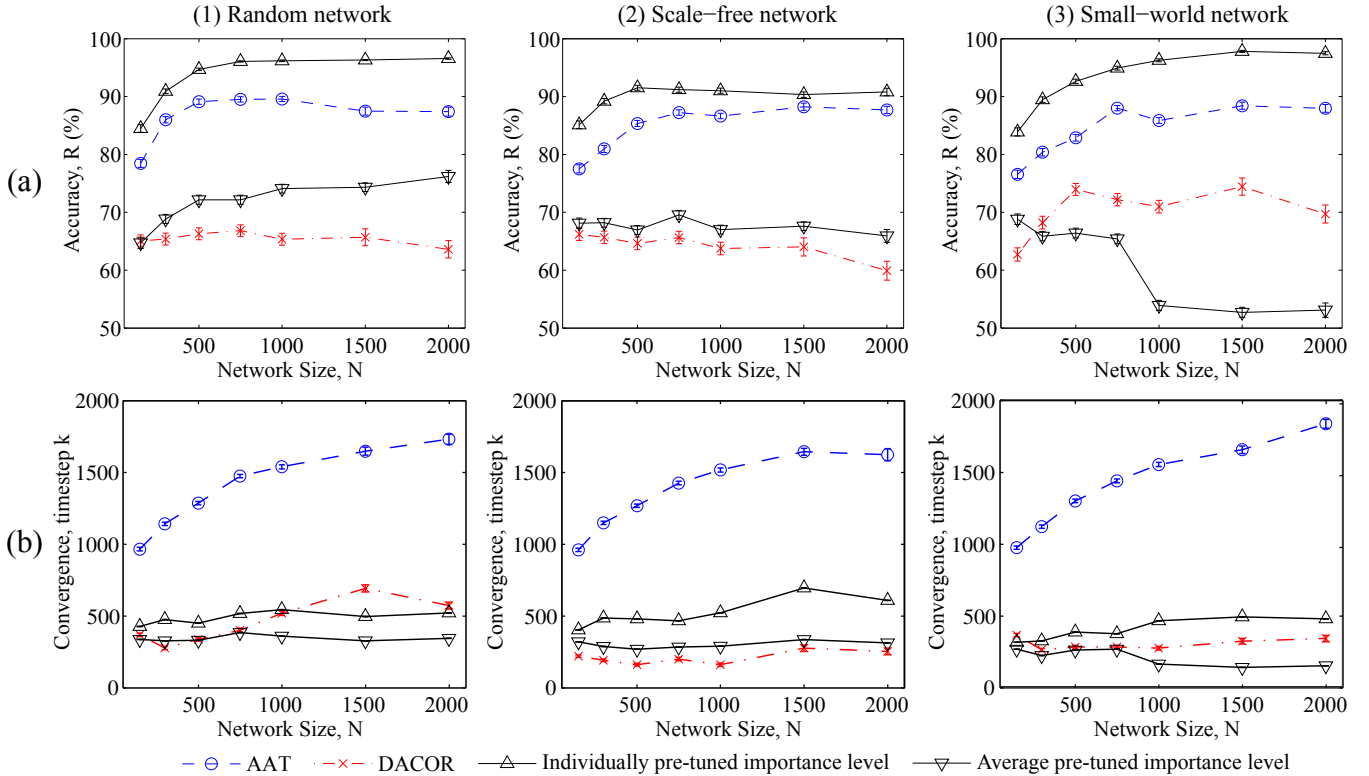 (1) Random network
(2) Scale−free network
(3) Small−world network
(a)
Accuracy, R (%)
100
90
80
70
60
50
500 1000 1500 2000
Network Size, N
Accuracy, R (%)
100
90
80
70
60
50
500 1000 1500 2000
Network Size, N
Accuracy, R (%)
100
90
80
70
60
50
500 1000 1500 2000
Network Size, N
(b)
Convergence, timestep k
2000
1500
1000
500
0
500 1000 1500 2000
Network Size, N
Convergence, timestep k
2000
1500
1000
500
0
500 1000 1500 2000
Network Size, N
Convergence, timestep k
2000
1500
1000
500
0
500 1000 1500 2000
Network Size, N
AAT DACOR Individually pre−tuned importance level Average pre−tuned importance level